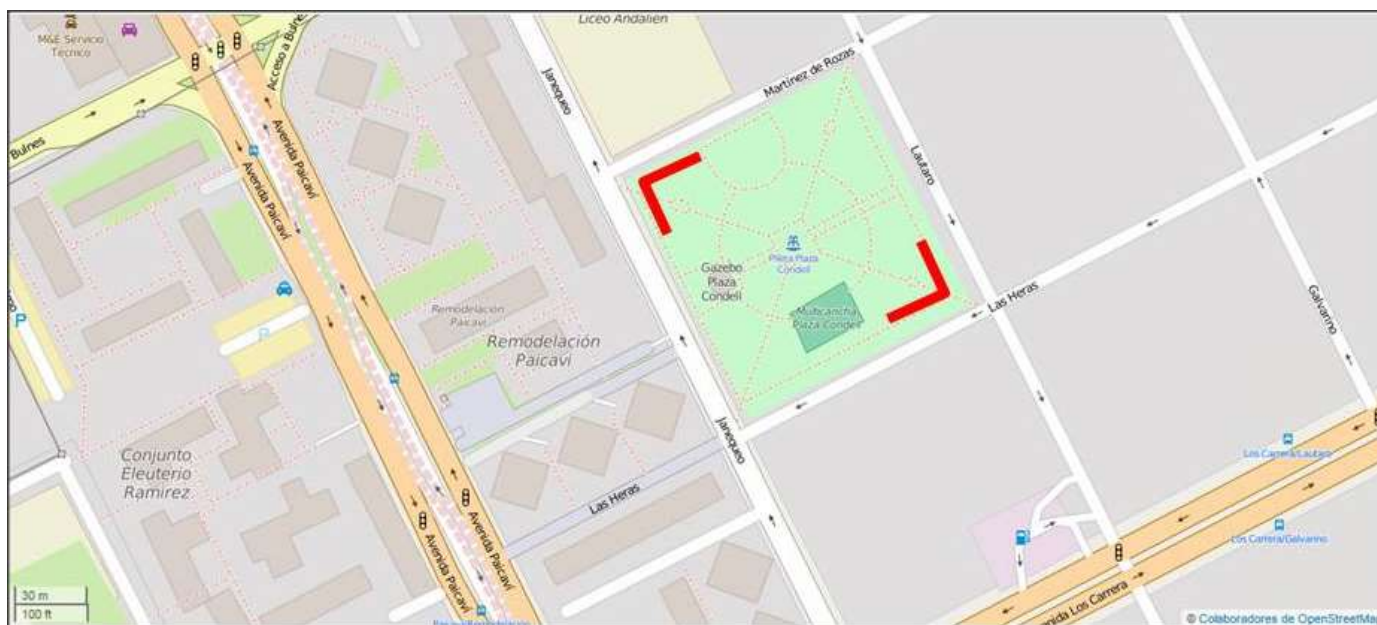 Liceo Andalien
M&E Servicio
Técnico
Acceso a Bulnes
Bulnes
Martínez de Rozas
Janequeo
Avenida Paicaví
Avenida Paicaví
Lautaro
Pileta Plaza
Condell
Gazebo
Plaza
Condell
Multicancha
Plaza Condell
Las Heras
Galvarino
P
P
Remodelación
Paicaví
Remodelación
Paicaví
Janequeo
Conjunto
Eleuterio
Ramirez
Las Heras
Los Carrera/Lautaro
Los Carrera/Galvarino
Avenida Paicaví
Avenida Paicaví
Avenida Los Carrera
30 m
100 ft
© Colaboradores de OpenStreetMap